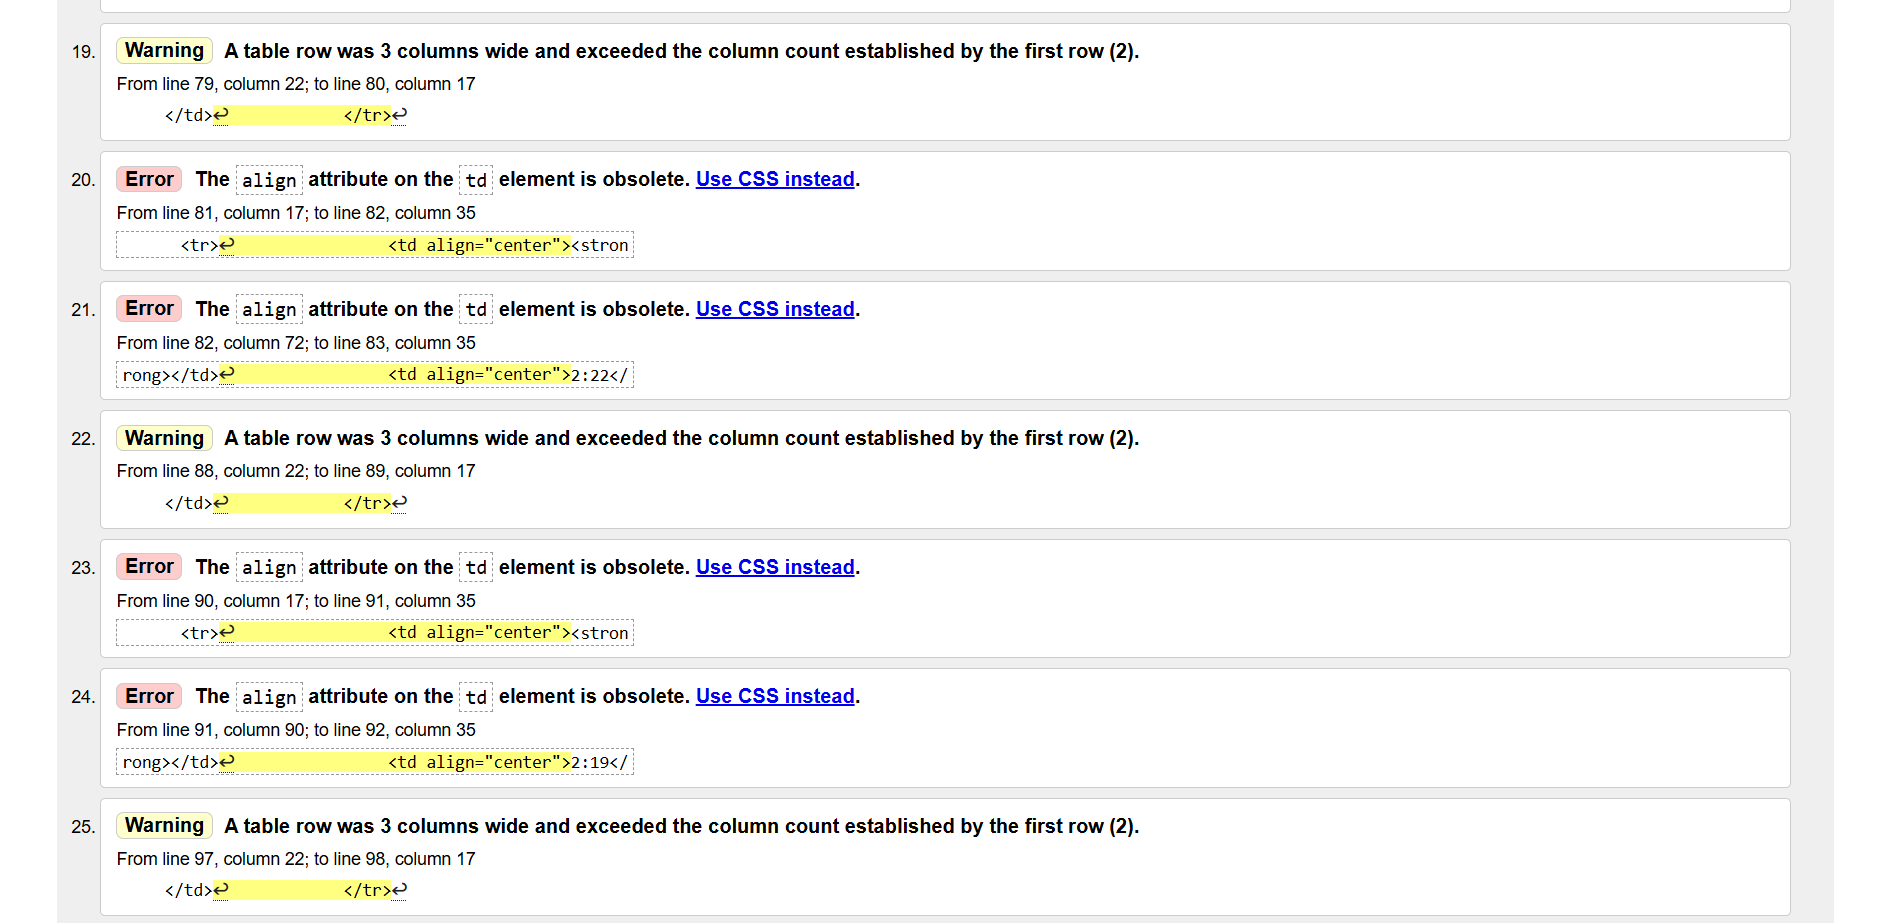 19. Warning A table row was 3 columns wide and exceeded the column count established by the first row (2).
From line 79, column 22; to line 80, column 17
</td>↩ </tr>↩
20. Error The align attribute on the td element is obsolete. Use CSS instead.
From line 81, column 17; to line 82, column 35
<tr>↩ <td align="center"><stron
21. Error The align attribute on the td element is obsolete. Use CSS instead.
From line 82, column 72; to line 83, column 35
rong></td>↩ <td align="center">2:22</
22. Warning A table row was 3 columns wide and exceeded the column count established by the first row (2).
From line 88, column 22; to line 89, column 17
</td>↩ </tr>↩
23. Error The align attribute on the td element is obsolete. Use CSS instead.
From line 90, column 17; to line 91, column 35
<tr>↩ <td align="center"><stron
24. Error The align attribute on the td element is obsolete. Use CSS instead.
From line 91, column 90; to line 92, column 35
rong></td>↩ <td align="center">2:19</
25. Warning A table row was 3 columns wide and exceeded the column count established by the first row (2).
From line 97, column 22; to line 98, column 17
</td>↩ </tr>↩